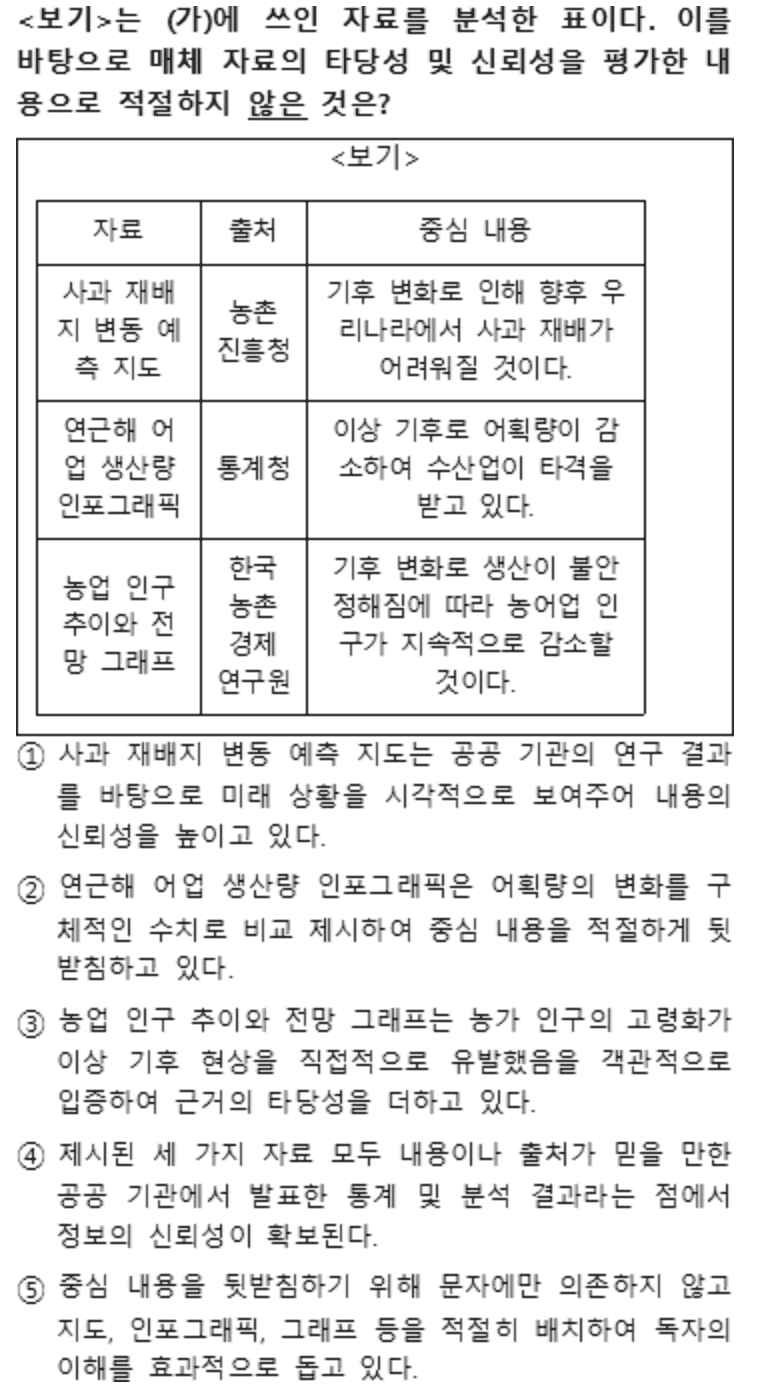 <보기>는 (가)에 쓰인 자료를 분석한 표이다. 이를
바탕으로 매체 자료의 타당성 및 신뢰성을 평가한 내
용으로 적절하지 않은 것은?
<보기>
자료 출처 중심 내용
사과 재배
지 변동 예
측 지도
농촌
진흥청
기후 변화로 인해 향후 우
리나라에서 사과 재배가
어려워질 것이다.
연근해 어
업 생산량
인포그래픽
통계청
이상 기후로 어획량이 감
소하여 수산업이 타격을
받고 있다.
농업 인구
추이와 전
망 그래프
한국
농촌
경제
연구원
기후 변화로 생산이 불안
정해짐에 따라 농어업 인
구가 지속적으로 감소할
것이다.
① 사과 재배지 변동 예측 지도는 공공 기관의 연구 결과
를 바탕으로 미래 상황을 시각적으로 보여주어 내용의
신뢰성을 높이고 있다.
② 연근해 어업 생산량 인포그래픽은 어획량의 변화를 구
체적인 수치로 비교 제시하여 중심 내용을 적절하게 뒷
받침하고 있다.
③ 농업 인구 추이와 전망 그래프는 농가 인구의 고령화가
이상 기후 현상을 직접적으로 유발했음을 객관적으로
입증하여 근거의 타당성을 더하고 있다.
④ 제시된 세 가지 자료 모두 내용이나 출처가 믿을 만한
공공 기관에서 발표한 통계 및 분석 결과라는 점에서
정보의 신뢰성이 확보된다.
⑤ 중심 내용을 뒷받침하기 위해 문자에만 의존하지 않고
지도, 인포그래픽, 그래프 등을 적절히 배치하여 독자의
이해를 효과적으로 돕고 있다.